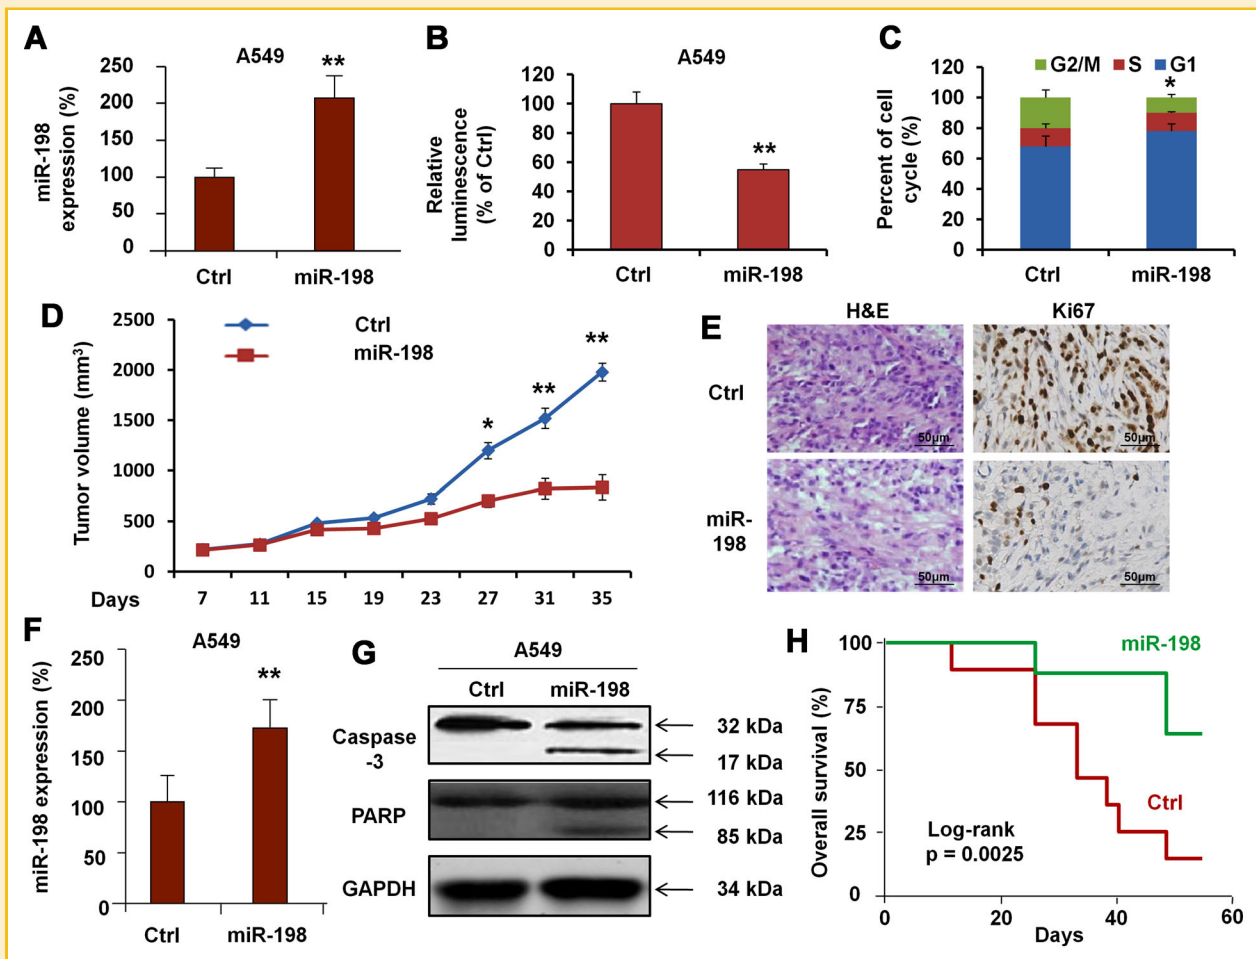 A
A549
miR-198
expression (%)
250
200
150
100
50
0
**
Ctrl
miR-198
B
A549
Relative
luminescence
(% of Ctrl)
120
100
80
60
40
20
0
**
Ctrl
miR-198
C
G2/M S G1
Percent of cell
cycle (%)
120
100
80
60
40
20
0
*
Ctrl
miR-198
D
Tumor volume (mm³)
2500
2000
1500
1000
500
0
Ctrl
miR-198
*
**
**
Days 7 11 15 19 23 27 31 35
E
H&E Ki67
Ctrl
50µm
50µm
miR-
198
50µm
50µm
F
A549
miR-198 expression (%)
250
200
150
100
50
0
**
Ctrl
miR-198
G
A549
Ctrl miR-198
Caspase
-3
32 kDa
17 kDa
PARP
116 kDa
85 kDa
GAPDH
34 kDa
H
Overall survival (%)
100
75
50
25
0
miR-198
Ctrl
Log-rank
p = 0.0025
0 20 40 60
Days